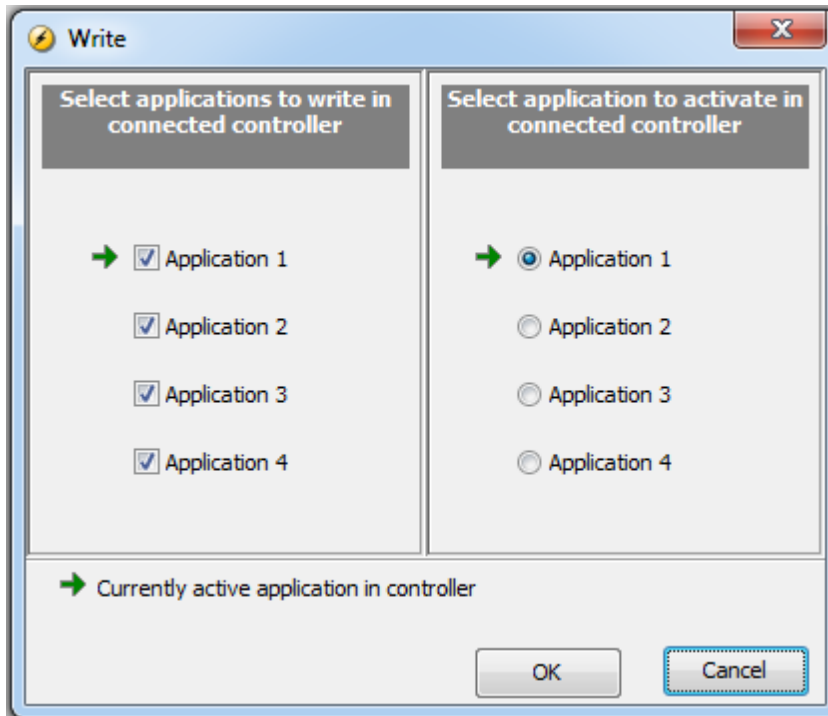 Write
Select applications to write in
connected controller
Select application to activate in
connected controller
Application 1
Application 2
Application 3
Application 4
Application 1
Application 2
Application 3
Application 4
Currently active application in controller
OK
Cancel